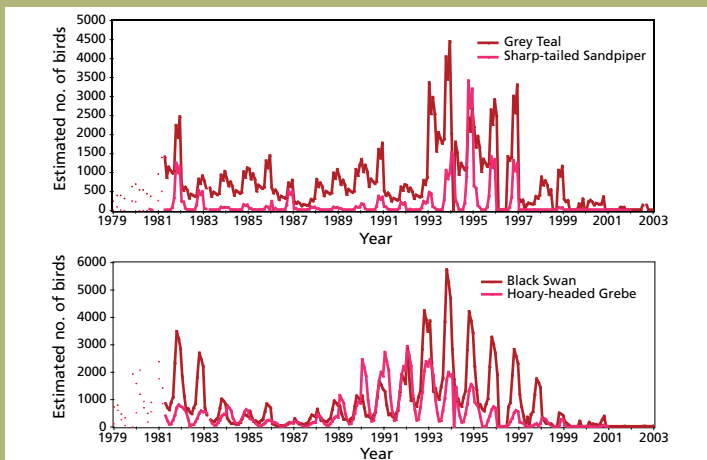 5000
4500
4000
3500
3000
2500
2000
1500
1000
500
0
Estimated no. of birds
Grey Teal
Sharp-tailed Sandpiper
1979 1981 1983 1985 1987 1989 1991 1993 1995 1997 1999 2001 2003
Year
6000
5000
4000
3000
2000
1000
0
Estimated no. of birds
Black Swan
Hoary-headed Grebe
1979 1981 1983 1985 1987 1989 1991 1993 1995 1997 1999 2001 2003
Year